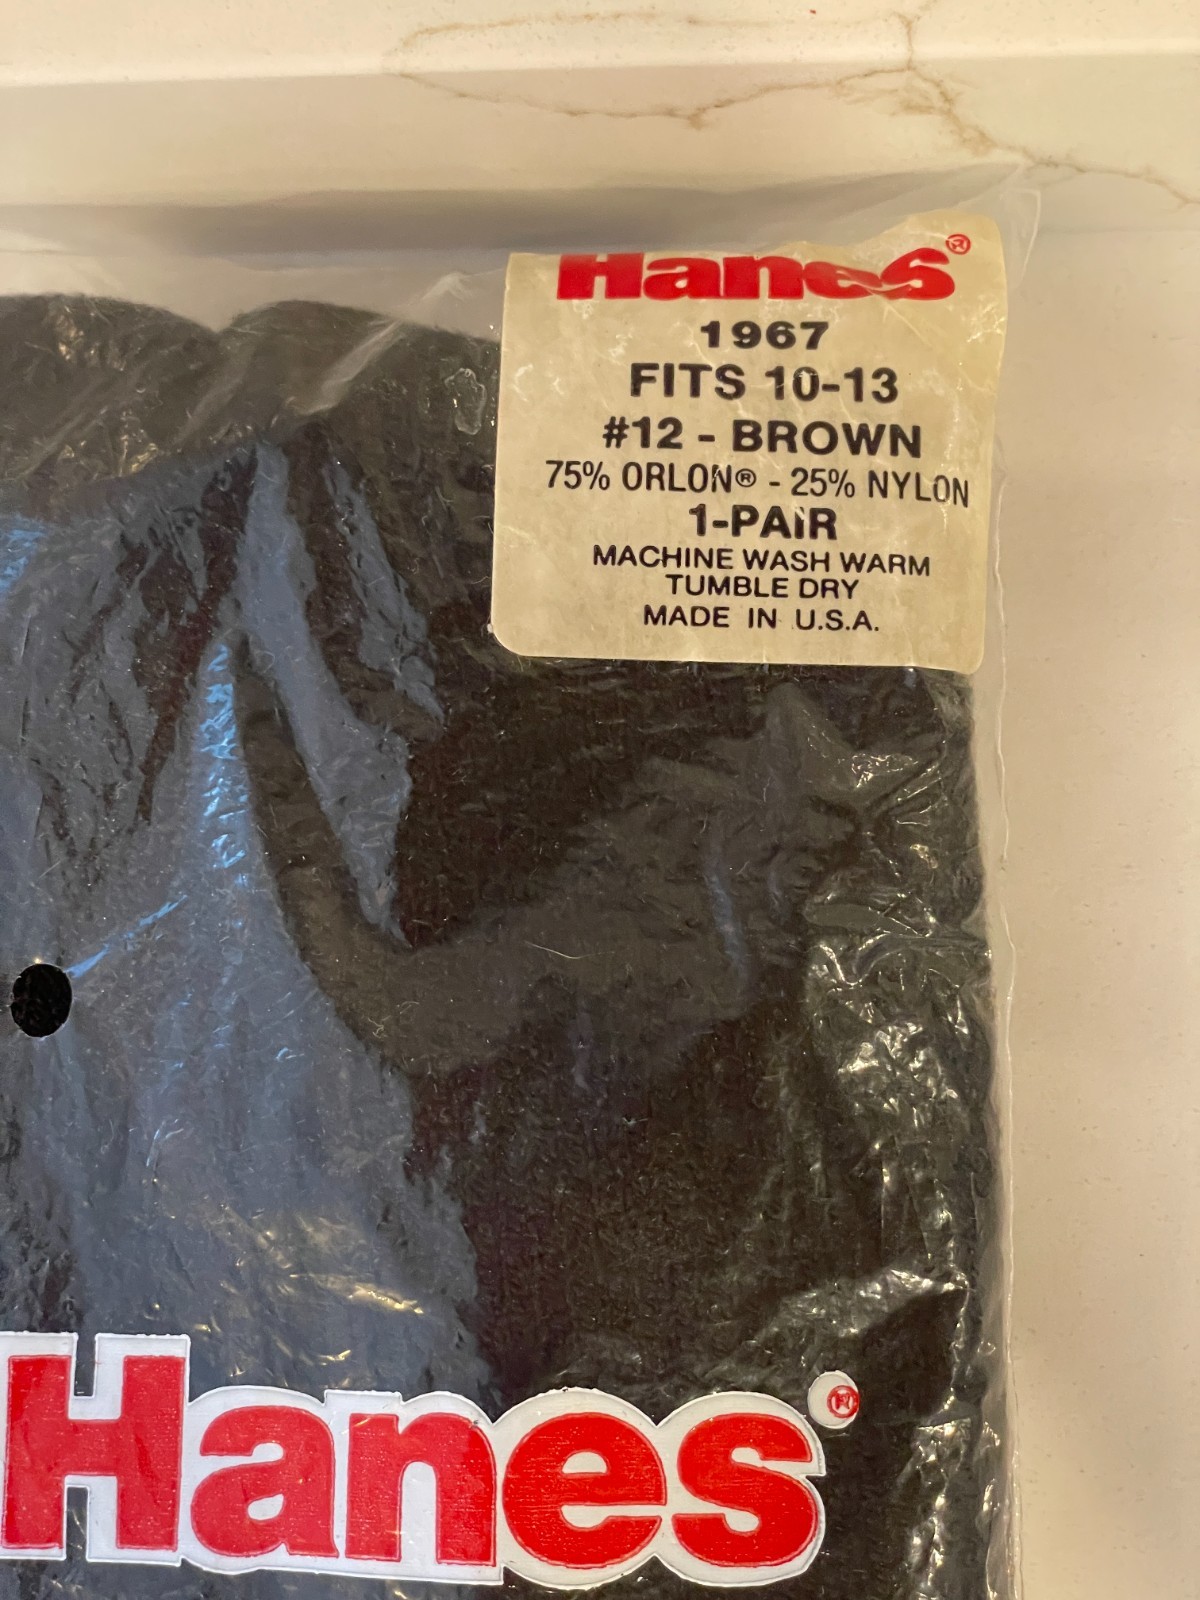 Hanes®
1967
FITS 10-13
#12 - BROWN
75% ORLON® - 25% NYLON
1-PAIR
MACHINE WASH WARM
TUMBLE DRY
MADE IN U.S.A.
Hanes®